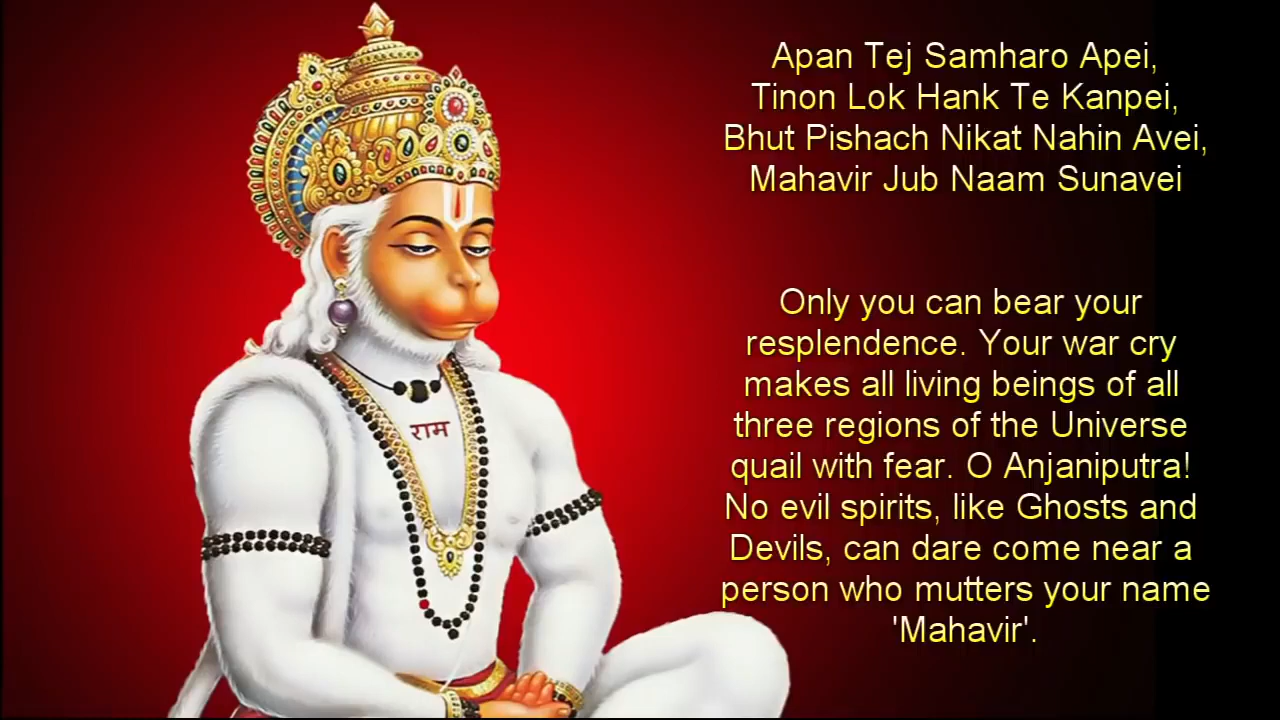 Apan Tej Samharo Apei,
Tinon Lok Hank Te Kanpei,
Bhut Pishach Nikat Nahin Avei,
Mahavir Jub Naam Sunavei
राम
Only you can bear your
resplendence. Your war cry
makes all living beings of all
three regions of the Universe
quail with fear. O Anjaniputra!
No evil spirits, like Ghosts and
Devils, can dare come near a
person who mutters your name
'Mahavir'.